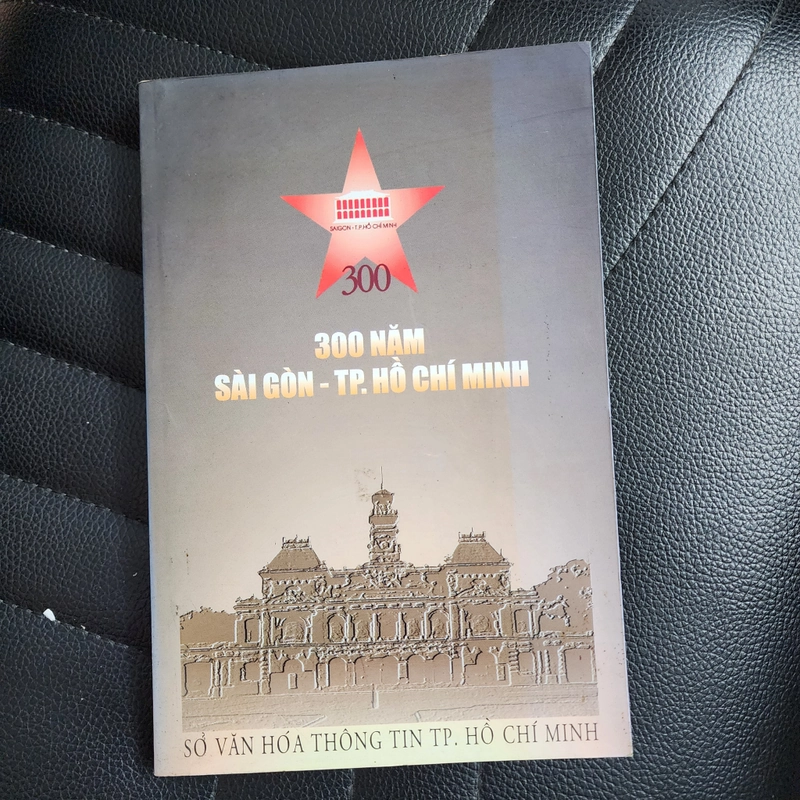 SAIGON - T.P. HỒ CHÍ MINH
300
300 NĂM
SÀI GÒN - TP. HỒ CHÍ MINH
SỞ VĂN HÓA THÔNG TIN TP. HỒ CHÍ MINH